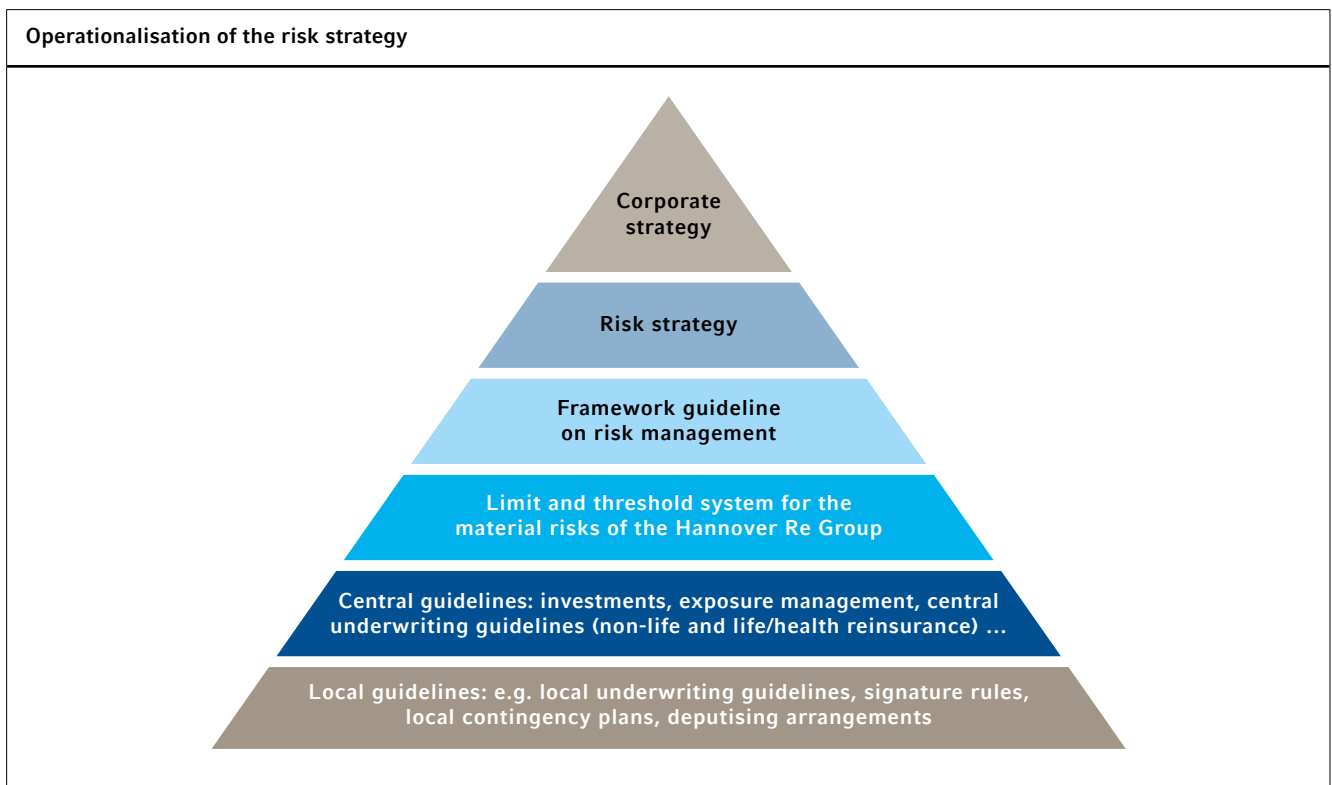 Operationalisation of the risk strategy
Corporate
strategy
Risk strategy
Framework guideline
on risk management
Limit and threshold system for the
material risks of the Hannover Re Group
Central guidelines: investments, exposure management, central
underwriting guidelines (non-life and life/health reinsurance) …
Local guidelines: e.g. local underwriting guidelines, signature rules,
local contingency plans, deputising arrangements